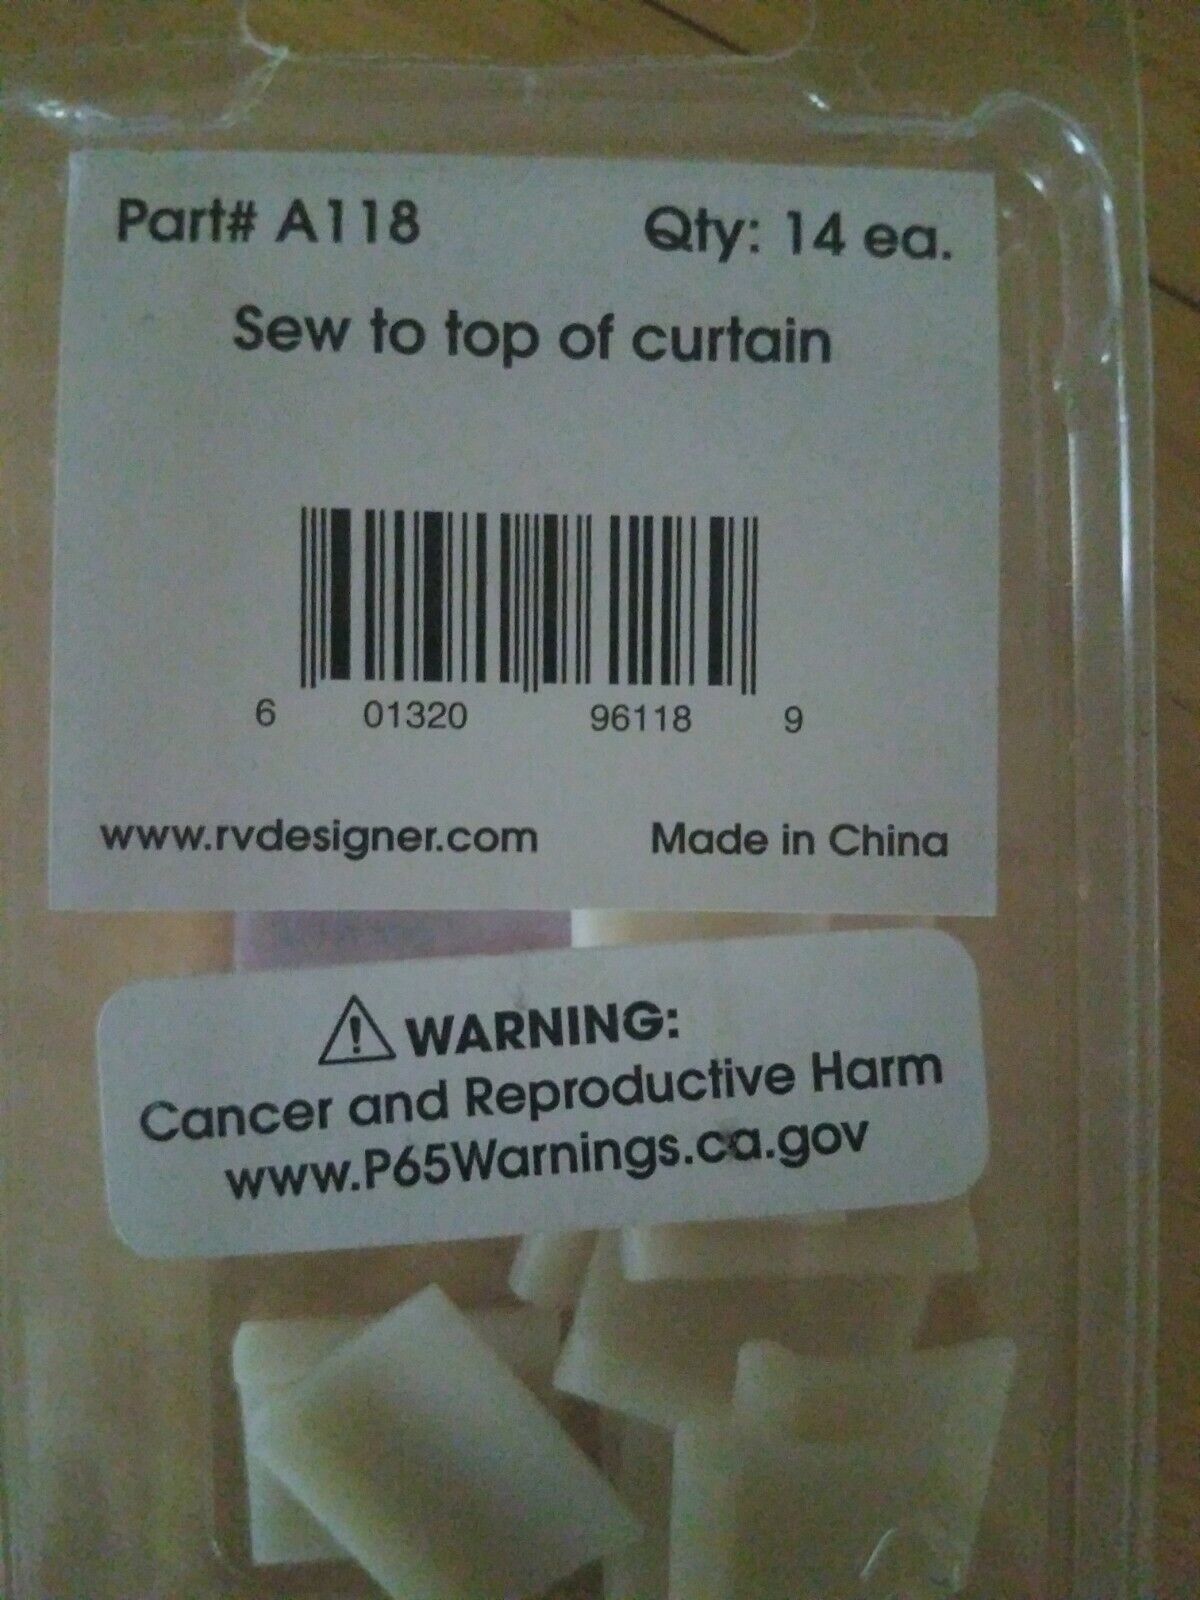 Part# A118 Qty: 14 ea.
Sew to top of curtain
6 01320 96118 9
www.rvdesigner.com Made in China
⚠ WARNING:
Cancer and Reproductive Harm
www.P65Warnings.ca.gov